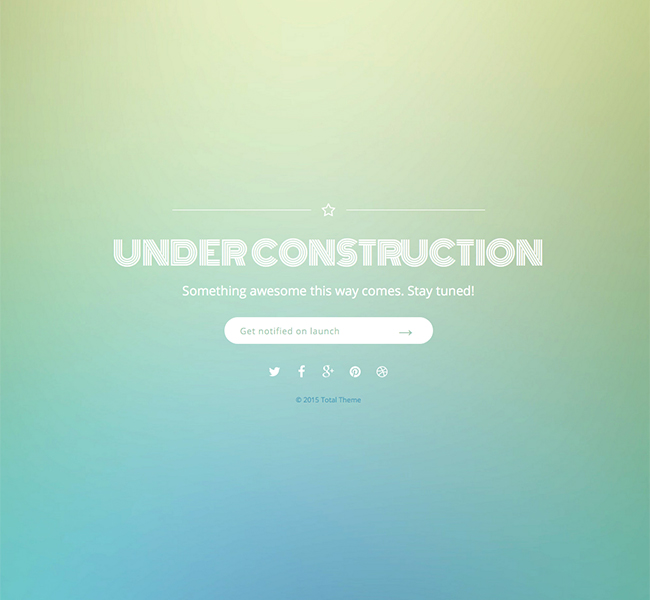 UNDER CONSTRUCTION
Something awesome this way comes. Stay tuned!
Get notified on launch
© 2015 Total Theme